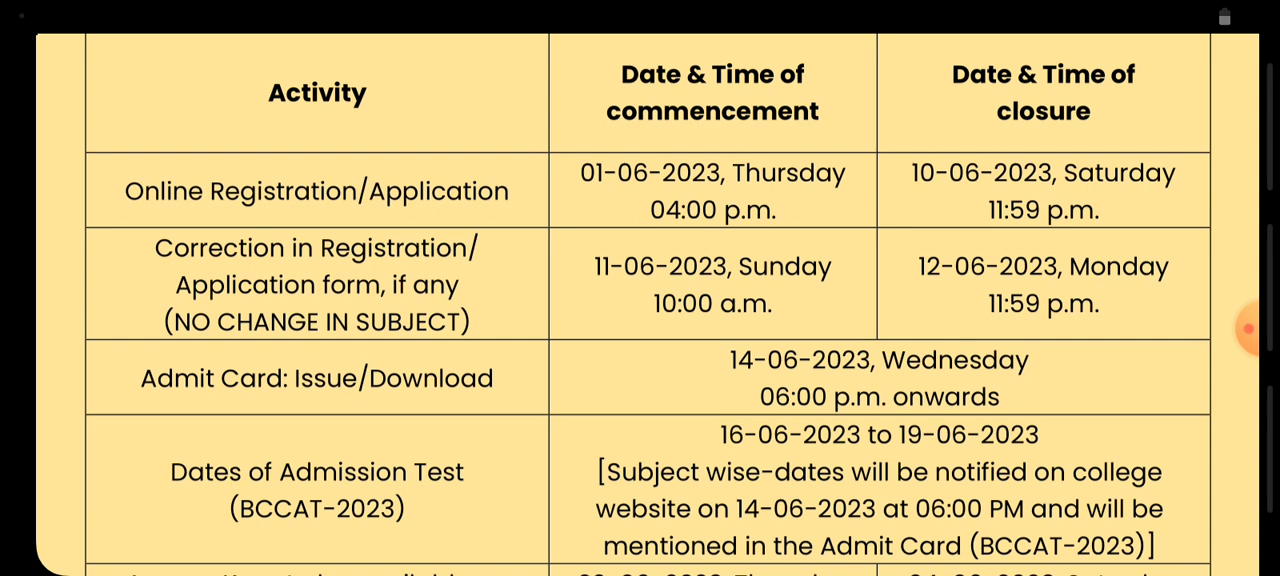 Activity
Date & Time of
commencement
Date & Time of
closure
Online Registration/Application
01-06-2023, Thursday
04:00 p.m.
10-06-2023, Saturday
11:59 p.m.
Correction in Registration/
Application form, if any
(NO CHANGE IN SUBJECT)
11-06-2023, Sunday
10:00 a.m.
12-06-2023, Monday
11:59 p.m.
Admit Card: Issue/Download
14-06-2023, Wednesday
06:00 p.m. onwards
Dates of Admission Test
(BCCAT-2023)
16-06-2023 to 19-06-2023
[Subject wise-dates will be notified on college
website on 14-06-2023 at 06:00 PM and will be
mentioned in the Admit Card (BCCAT-2023)]